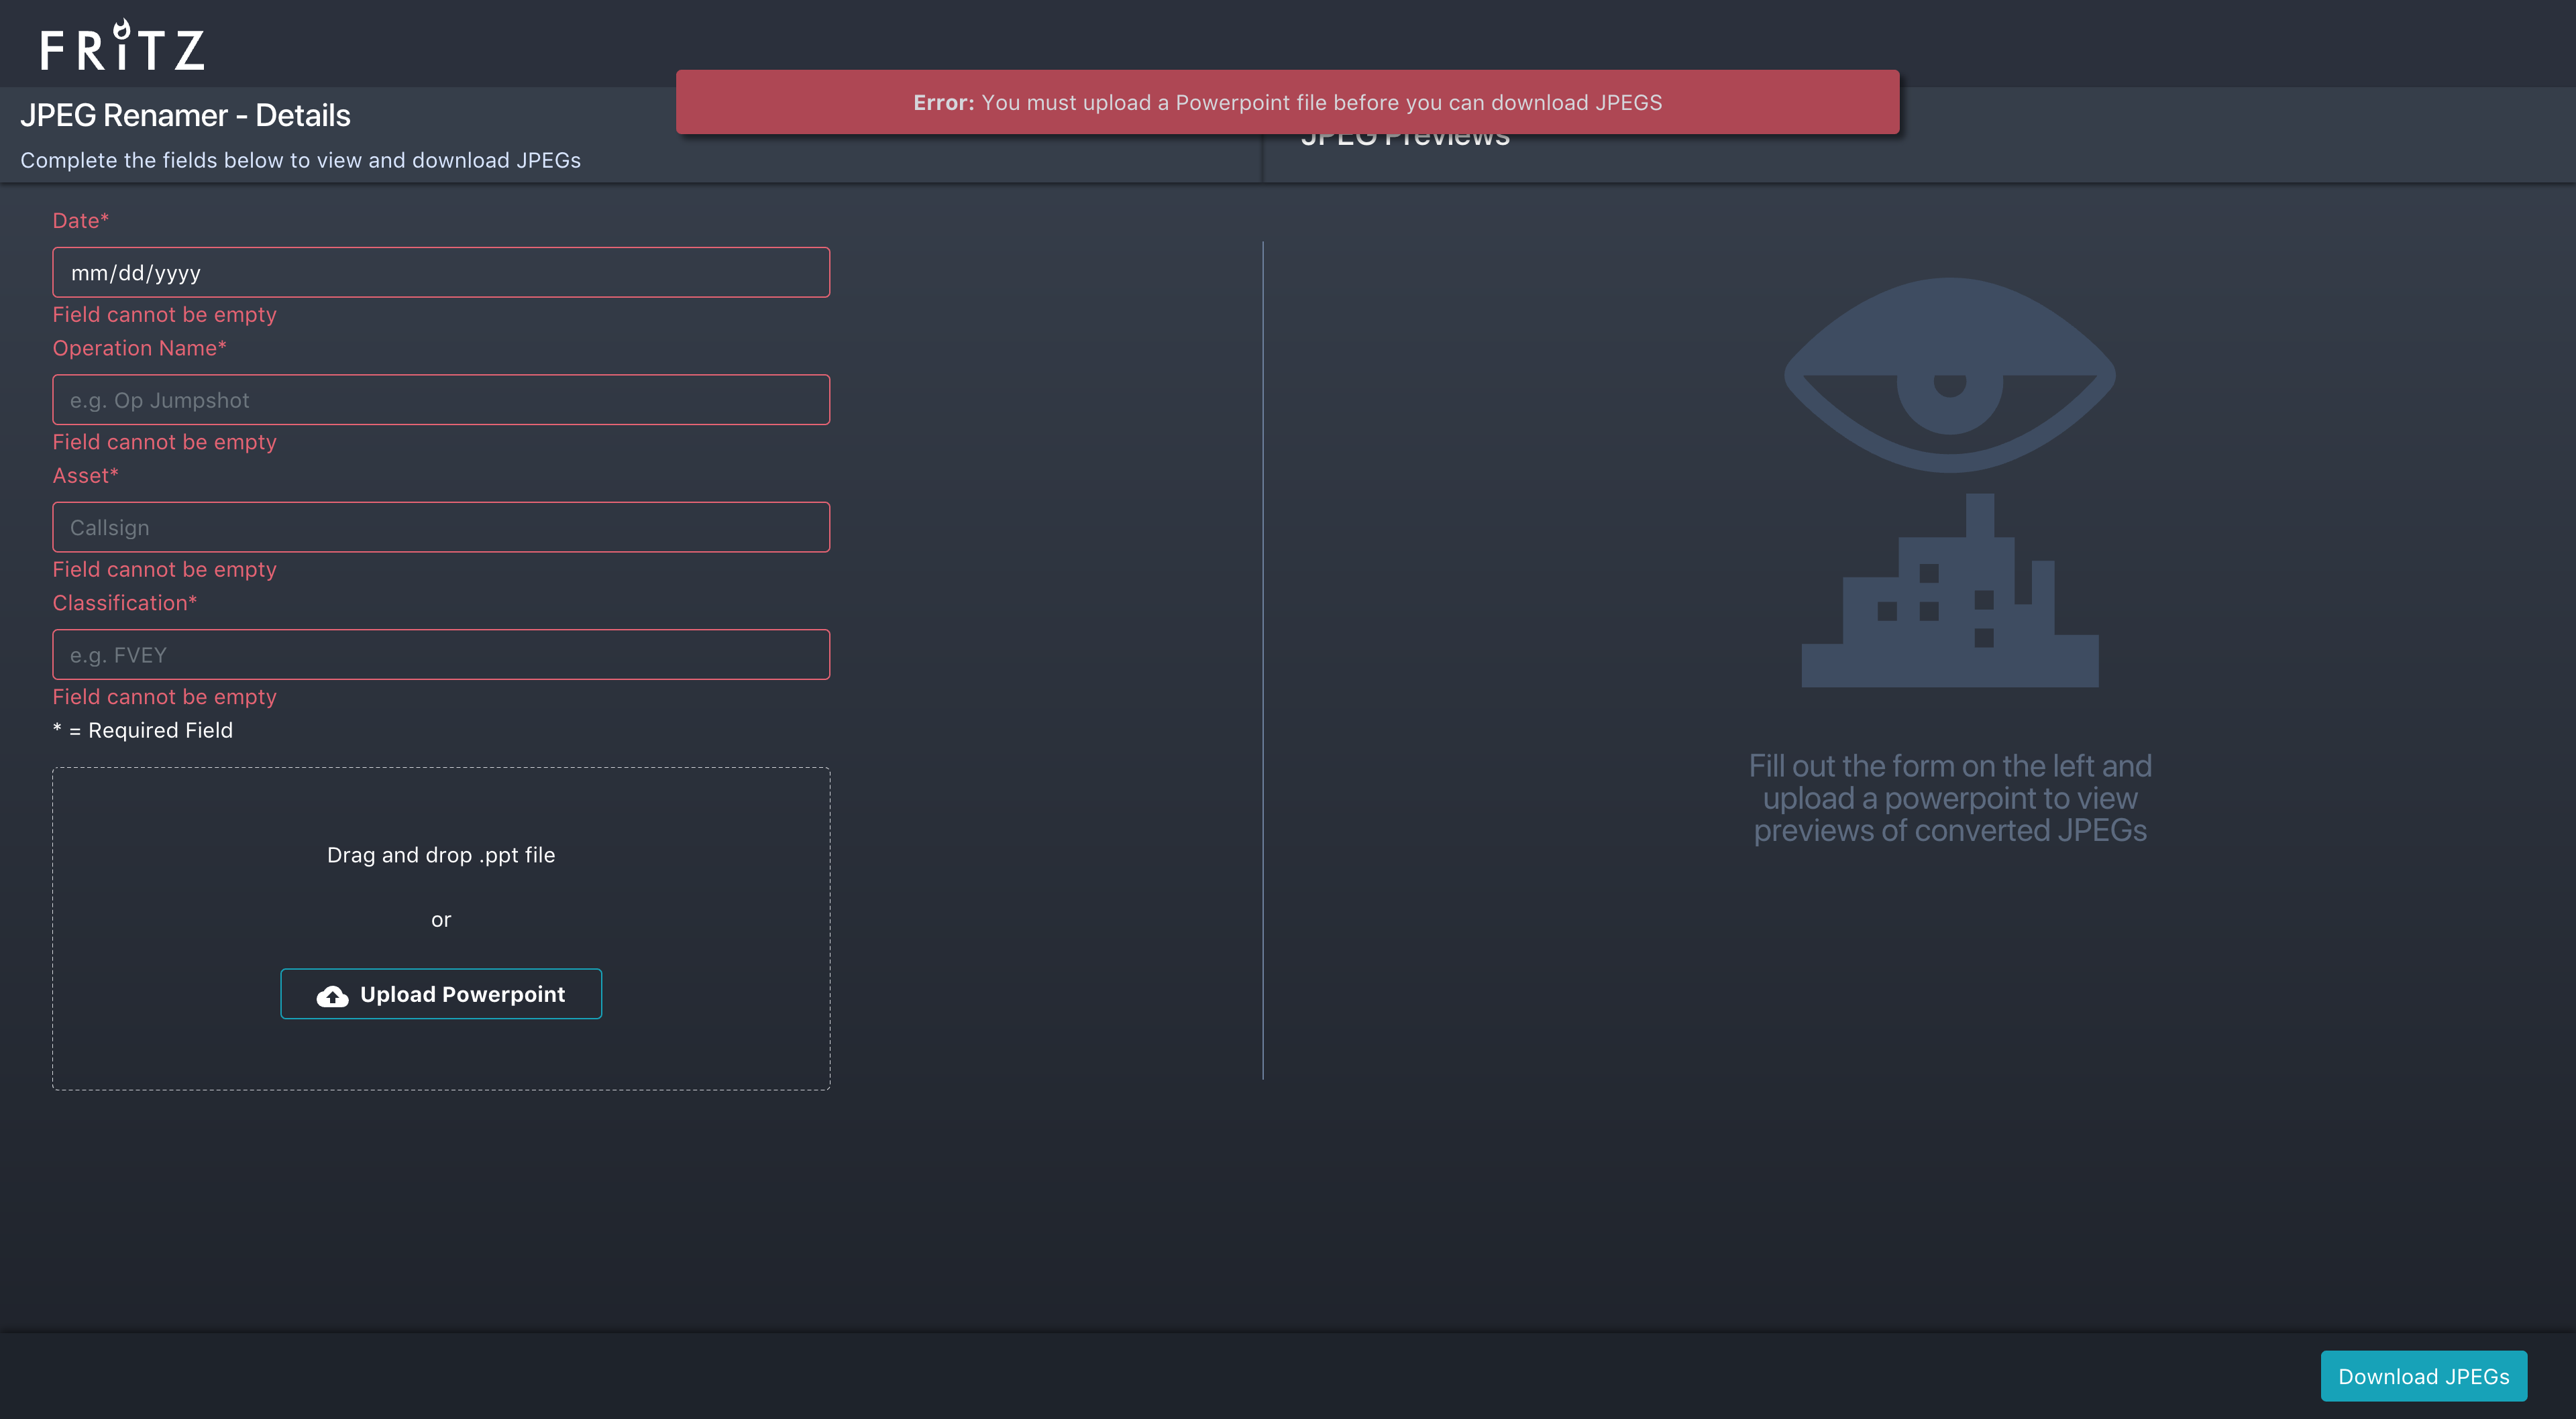 FRiTZ
Error: You must upload a Powerpoint file before you can download JPEGS
JPEG Renamer - Details
Complete the fields below to view and download JPEGs
JPEG Previews
Date*
mm/dd/yyyy
Field cannot be empty
Operation Name*
e.g. Op Jumpshot
Field cannot be empty
Asset*
Callsign
Field cannot be empty
Classification*
e.g. FVEY
Field cannot be empty
* = Required Field
Drag and drop .ppt file
or
Upload Powerpoint
Fill out the form on the left and
upload a powerpoint to view
previews of converted JPEGs
Download JPEGs